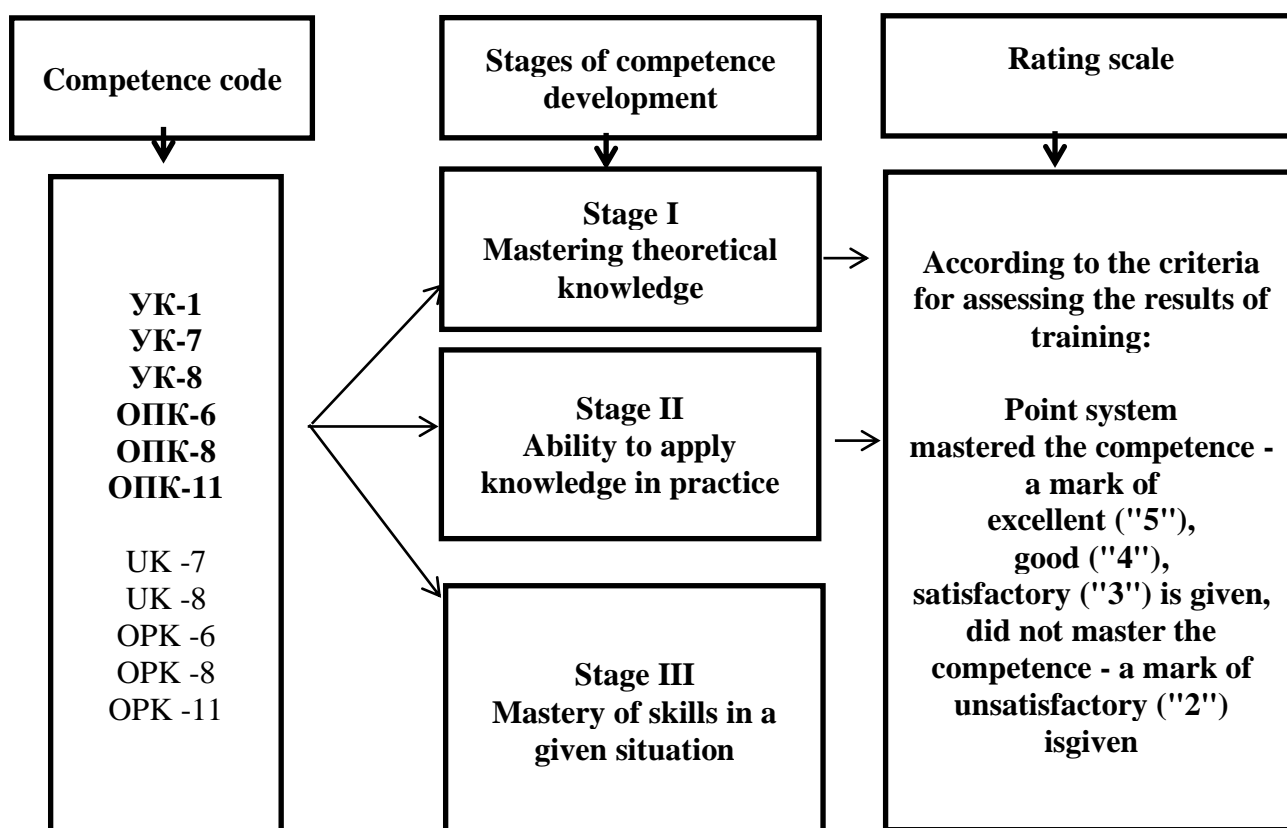 Competence code
Stages of competence
development
Rating scale
УК-1
УК-7
УК-8
ОПК-6
ОПК-8
ОПК-11
UK -7
UK -8
OPK -6
OPK -8
OPK -11
Stage I
Mastering theoretical
knowledge
Stage II
Ability to apply
knowledge in practice
Stage III
Mastery of skills in a
given situation
According to the criteria
for assessing the results of
training:
Point system
mastered the competence -
a mark of
excellent ("5"),
good ("4"),
satisfactory ("3") is given,
did not master the
competence - a mark of
unsatisfactory ("2")
isgiven